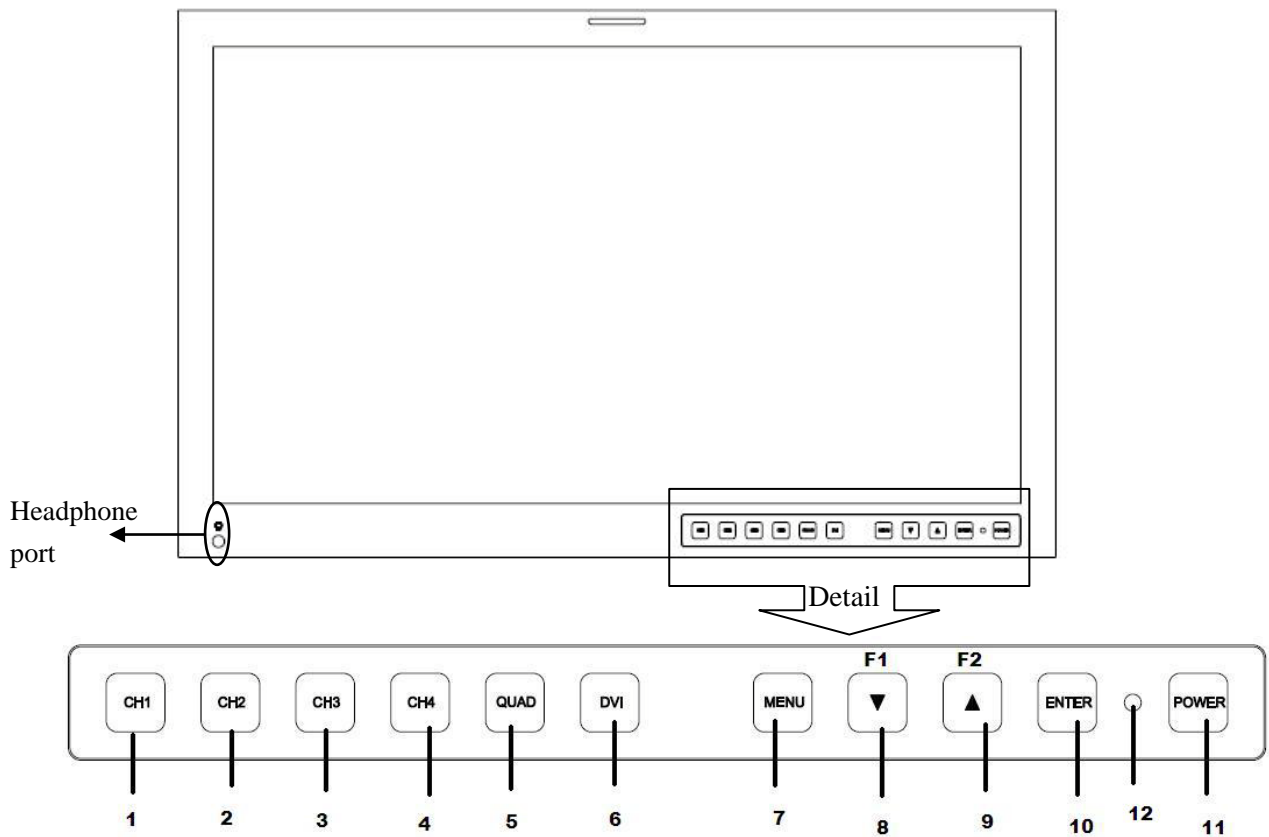 Headphone
port
Detail
F1 F2
CH1 CH2 CH3 CH4 QUAD DVI MENU ▼ ▲ ENTER POWER
1 2 3 4 5 6 7 8 9 10 12 11